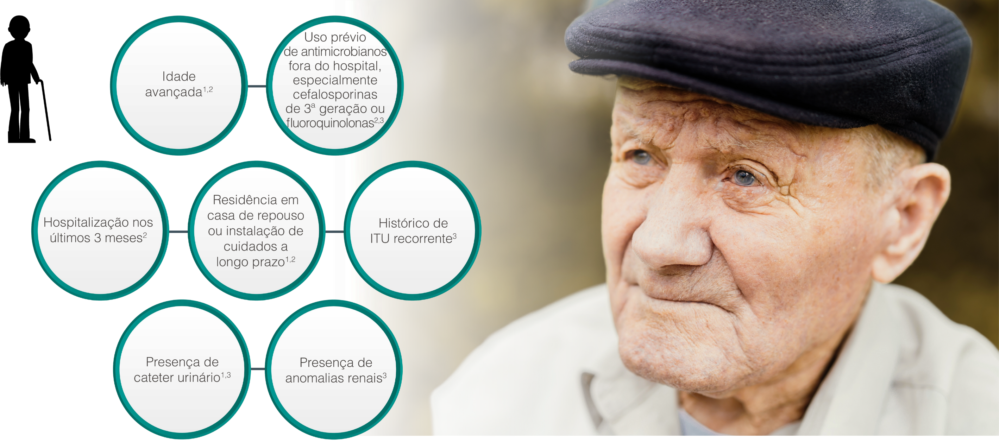 Idade
avançada1,2
Uso prévio
de antimicrobianos
fora do hospital,
especialmente
cefalosporinas
de 3ª geração ou
fluoroquinolonas2,3
Hospitalização nos
últimos 3 meses2
Residência em
casa de repouso
ou instalação de
cuidados a
longo prazo1,2
Histórico de
ITU recorrente3
Presença de
cateter urinário1,3
Presença de
anomalias renais3